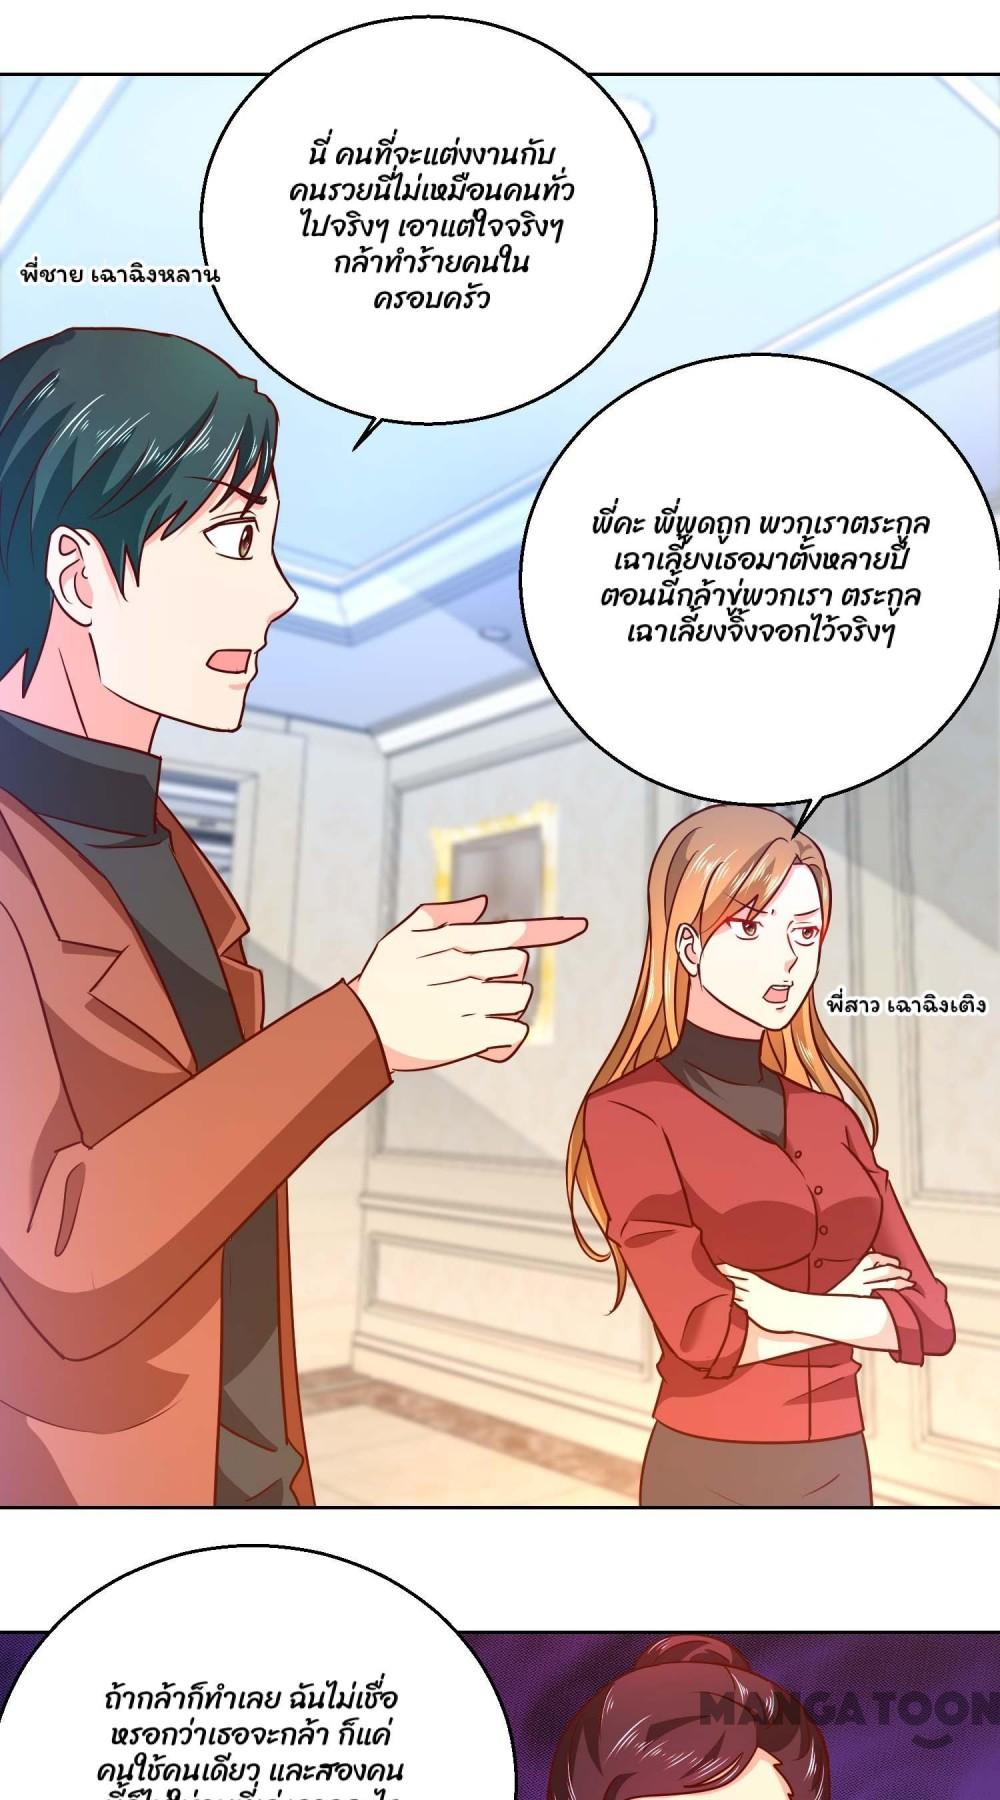 นี่ คนที่จะแต่งงานกับ
คนรวยนี่ไม่เหมือนคนทั่ว
ไปจริงๆ เอาแต่ใจจริงๆ
กล้าทำร้ายคนใน
ครอบครัว
พี่ชาย เฉาฉิงหลาน
พี่คะ พี่พูดถูก พวกเราตระกูล
เฉาเลี้ยงเธอมาตั้งหลายปี
ตอนนี้กล้าขู่พวกเรา ตระกูล
เฉาเลี้ยงจิ้งจอกไว้จริงๆ
พี่สาว เฉาฉิงเติง
ถ้ากล้าก็ทำเลย ฉันไม่เชื่อ
หรอกว่าเธอจะกล้า ก็แค่
คนใช้คนเดียว และสองคน
MANGATOON